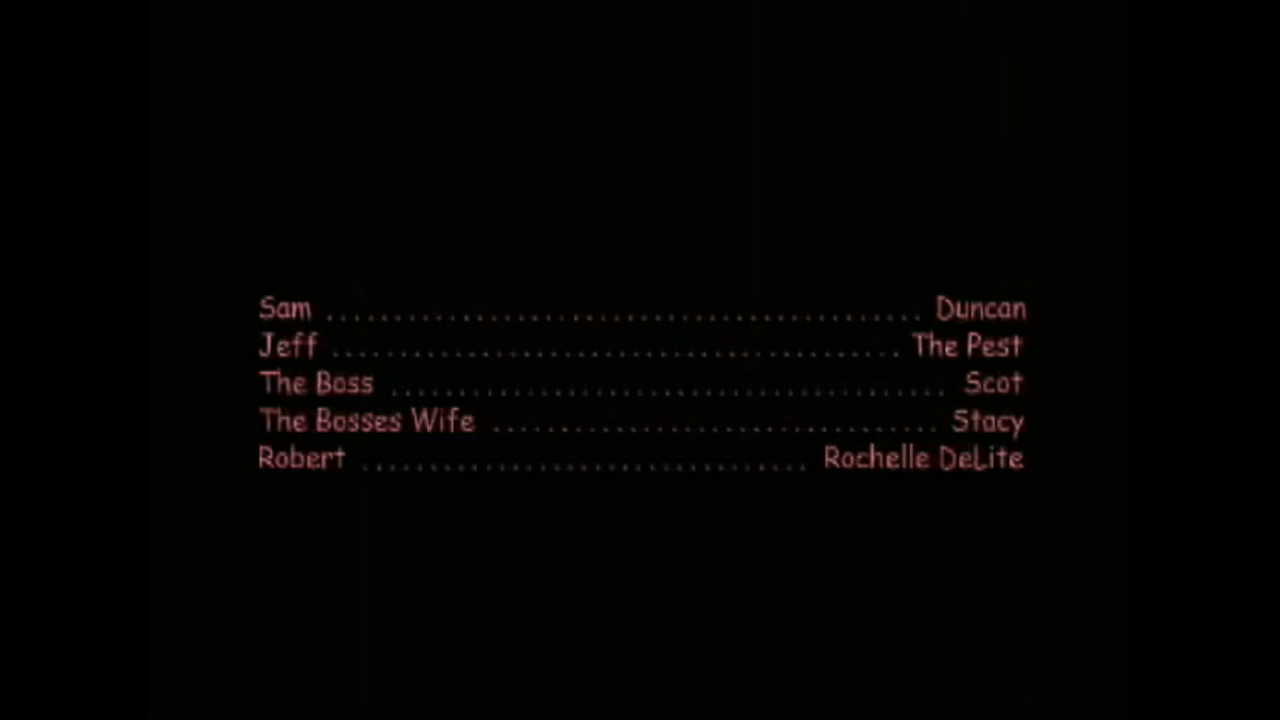 Sam ............................................ Duncan
Jeff .......................................... The Pest
The Boss ......................................... Scot
The Bosses Wife ................................. Stacy
Robert ................................. Rochelle DeLite